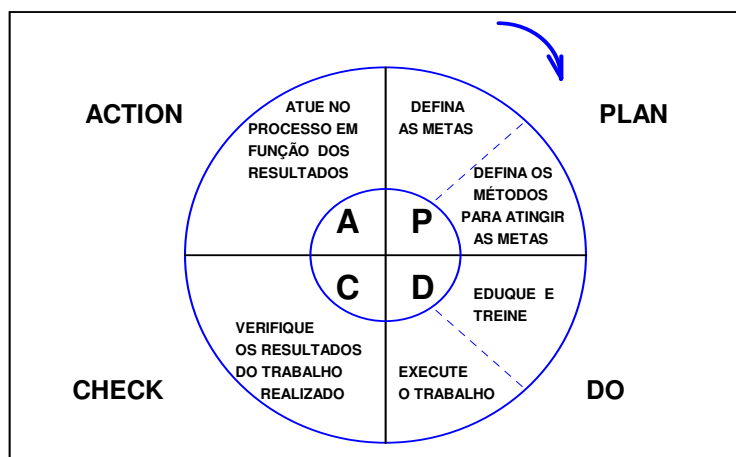 ACTION
PLAN
ATUE NO
PROCESSO EM
FUNÇÃO DOS
RESULTADOS
DEFINA
AS METAS
DEFINA OS
MÉTODOS
PARA ATINGIR
AS METAS
A
P
C
D
EDUQUE E
TREINE
EXECUTE
O TRABALHO
VERIFIQUE
OS RESULTADOS
DO TRABALHO
REALIZADO
CHECK
DO